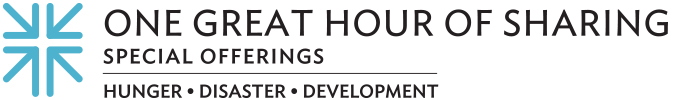 ONE GREAT HOUR OF SHARING
SPECIAL OFFERINGS
HUNGER • DISASTER • DEVELOPMENT